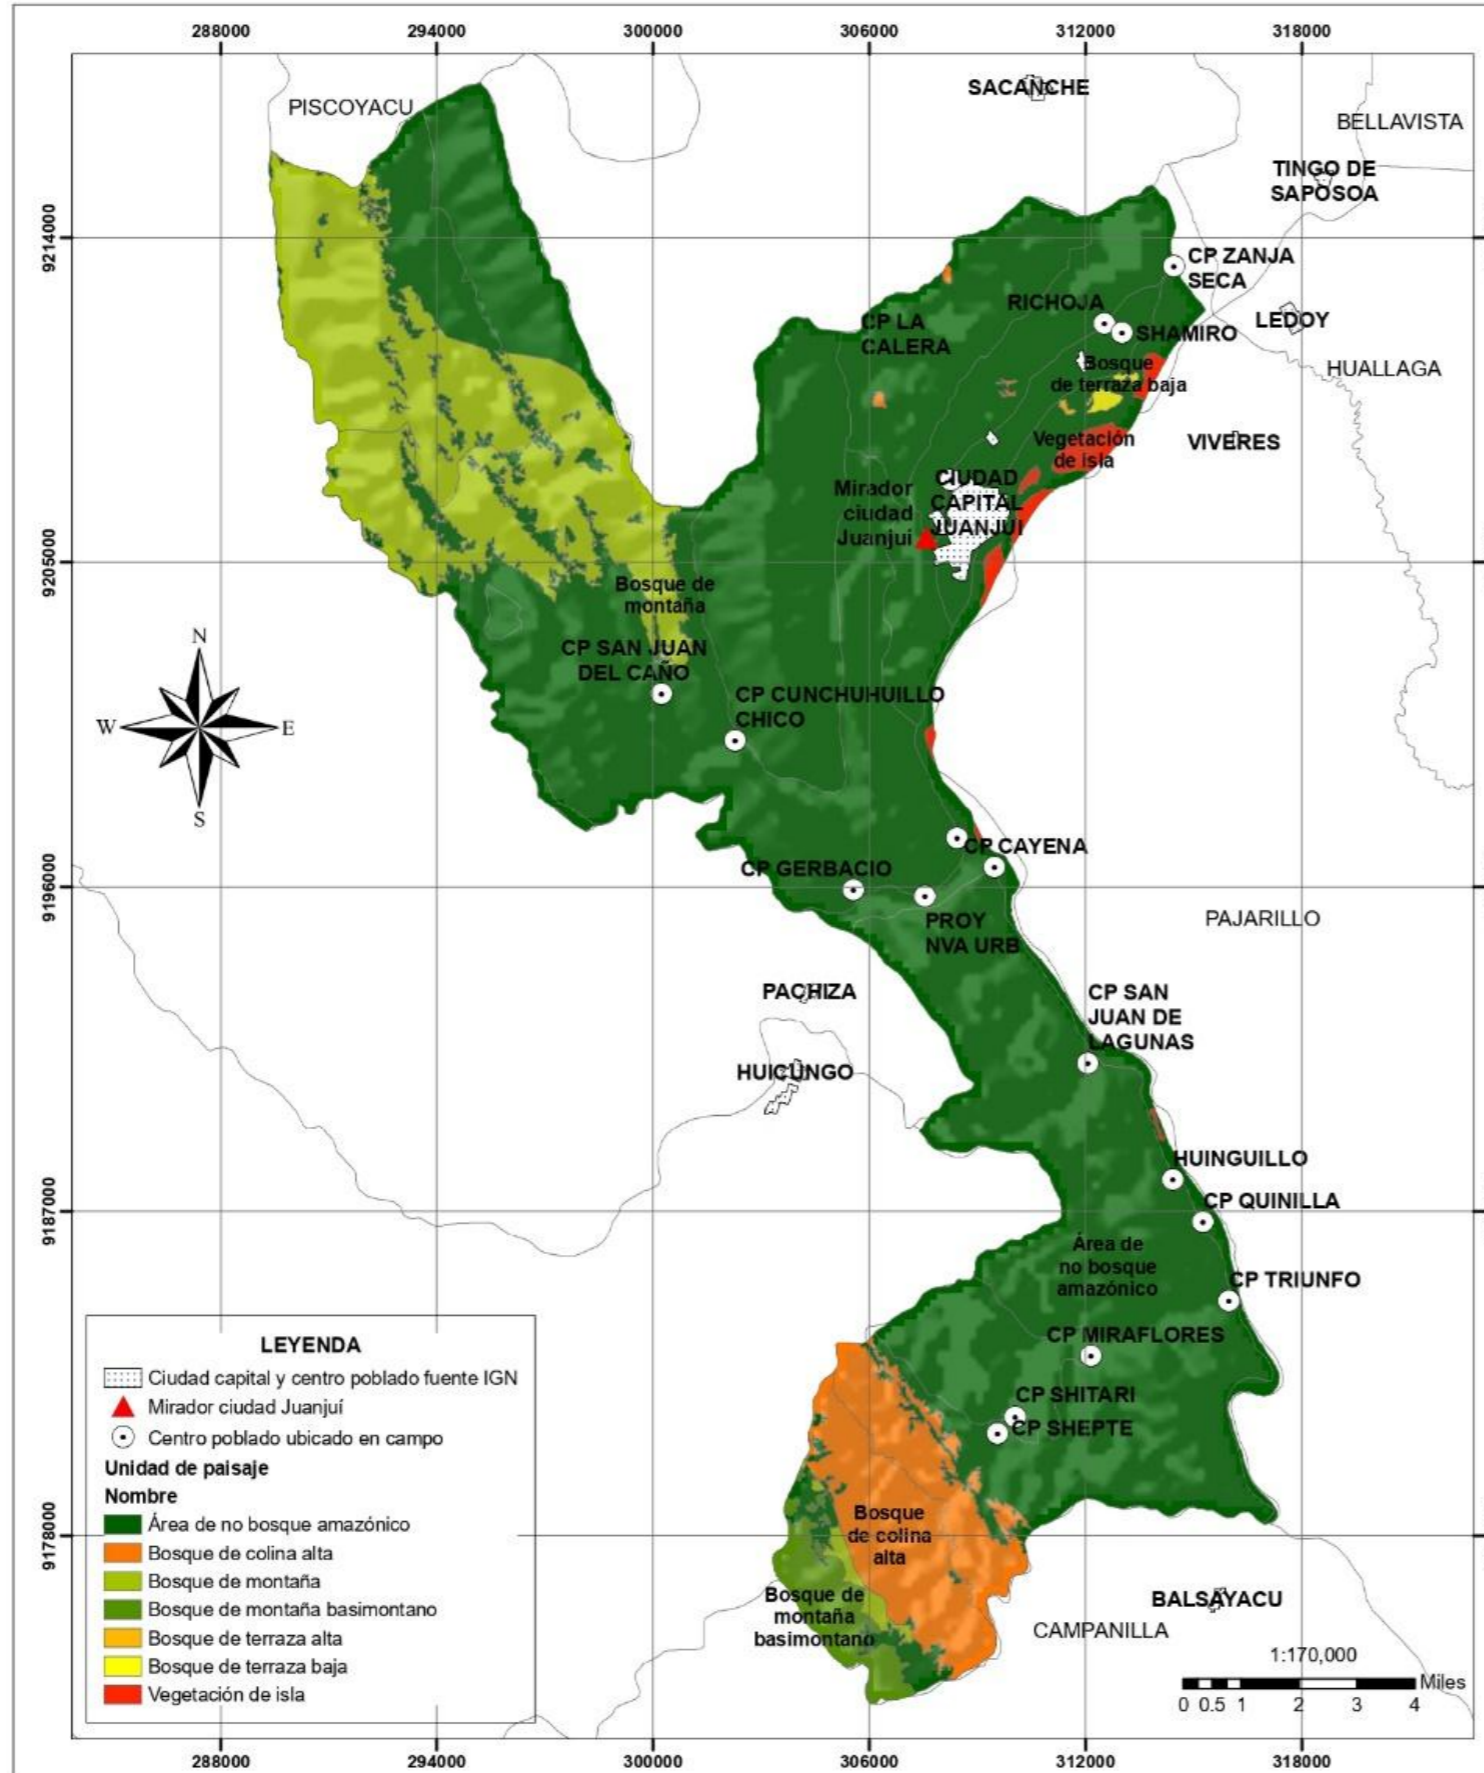 288000
294000
300000
306000
312000
318000
SACANCHE
PISCOYACU
BELLAVISTA
TINGO DE
SAPOSOA
9214000
CP ZANJA
SECA
RICHOJA
CP LA
CALERA
SHAMIRO
LEDOY
Bosque
de terraza baja
HUALLAGA
Vegetación
de isla
VIVERES
CIUDAD
CAPITAL
JUANJUI
Mirador
ciudad
Juanjuí
9205000
Bosque de
montaña
CP SAN JUAN
DEL CAÑO
N
W
E
S
CP CUNCHUHUILLO
CHICO
CP CAYENA
CP GERBACIO
9196000
PROY
NVA URB
PAJARILLO
PACHIZA
CP SAN
JUAN DE
LAGUNAS
HUICUNGO
HUINGUILLO
CP QUINILLA
9187000
Área de
no bosque
amazónico
CP TRIUNFO
CP MIRAFLORES
CP SHITARI
CP SHEPTE
LEYENDA
Ciudad capital y centro poblado fuente IGN
Mirador ciudad Juanjuí
Centro poblado ubicado en campo
Unidad de paisaje
Nombre
Área de no bosque amazónico
Bosque de colina alta
Bosque de montaña
Bosque de montaña basimontano
Bosque de terraza alta
Bosque de terraza baja
Vegetación de isla
9178000
Bosque
de colina
alta
Bosque de
montaña
basimontano
BALSAYACU
CAMPANILLA
1:170,000
Miles
0 0.5 1 2 3 4
288000
294000
300000
306000
312000
318000